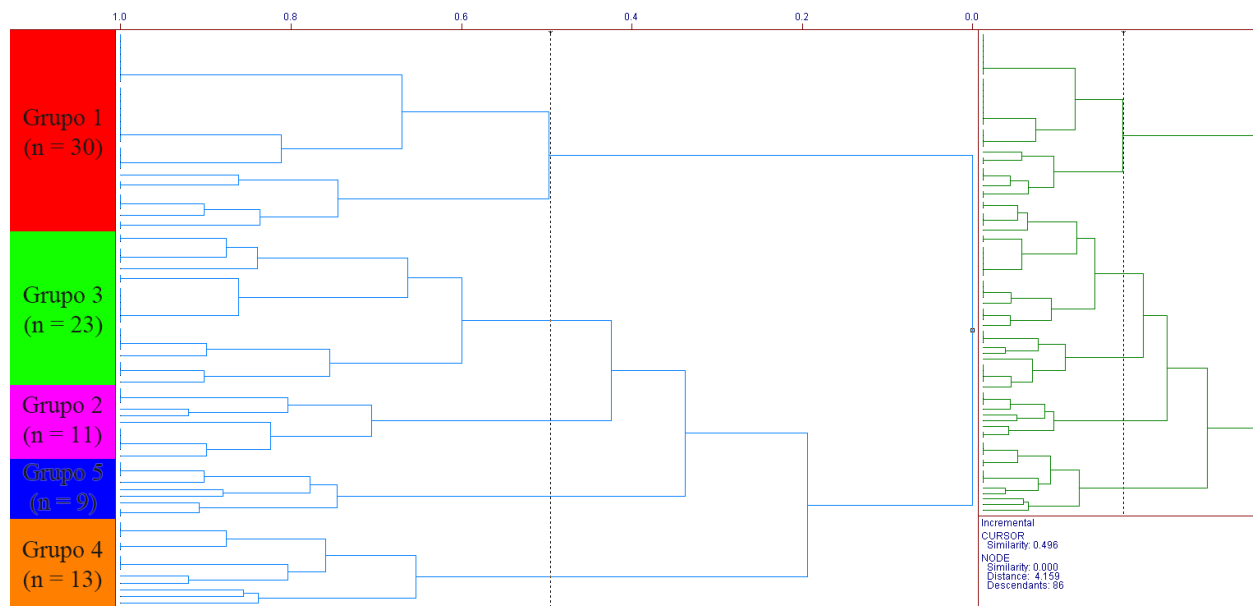 1.0 0.8 0.6 0.4 0.2 0.0
Grupo 1
(n = 30)
Grupo 3
(n = 23)
Grupo 2
(n = 11)
Grupo 5
(n = 9)
Grupo 4
(n = 13)
Incremental
CURSOR
Similarity: 0.496
NODE
Similarity: 0.000
Distance: 4.159
Descendants: 86